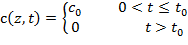 c(z,t) = { c₀   0 < t ≤ t₀
0   t > t₀